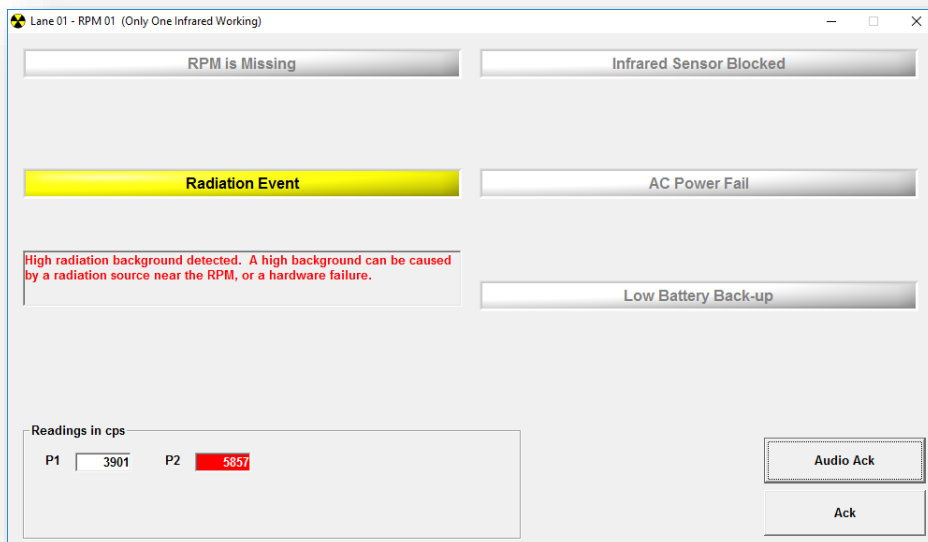 Lane 01 - RPM 01 (Only One Infrared Working)
RPM is Missing
Infrared Sensor Blocked
Radiation Event
AC Power Fail
High radiation background detected. A high background can be caused
by a radiation source near the RPM, or a hardware failure.
Low Battery Back-up
Readings in cps
P1 3901 P2 5857
Audio Ack
Ack